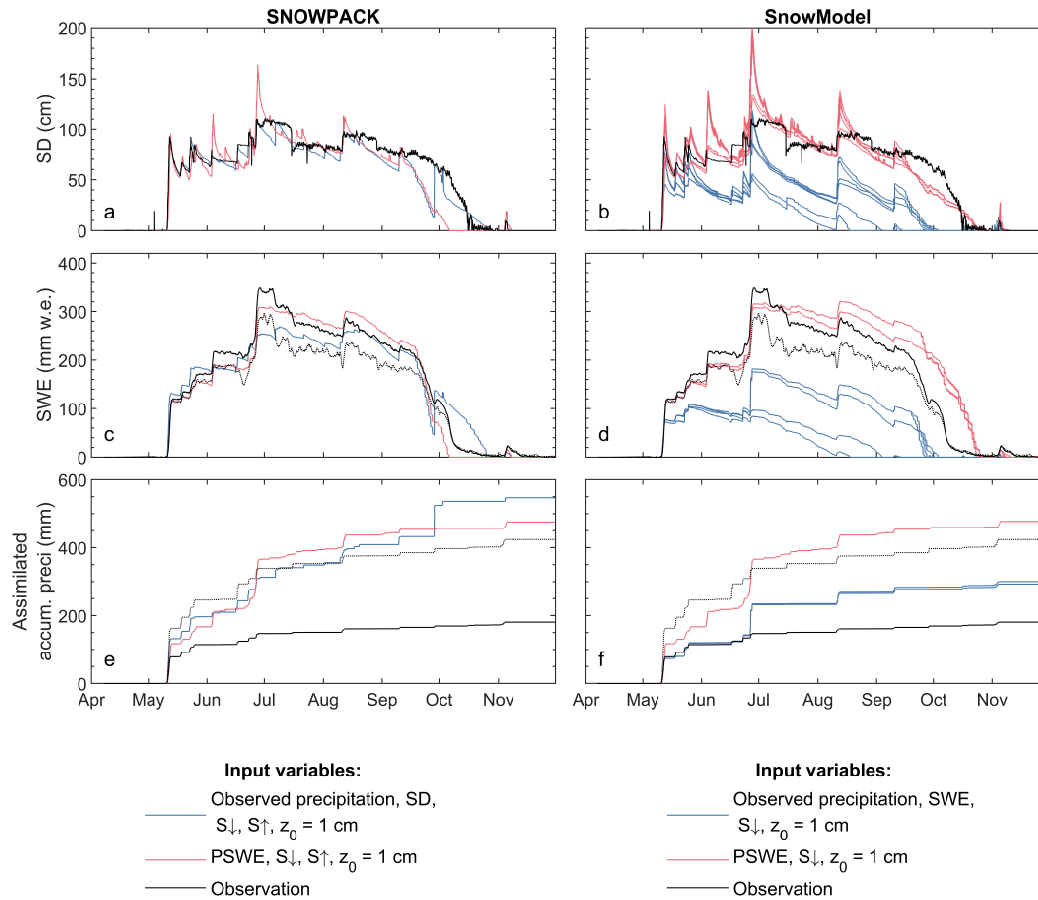 SNOWPACK
SnowModel
SD (cm)
200
150
100
50
0
a
b
SWE (mm w.e.)
400
300
200
100
0
c
d
Assimilated
accum. preci (mm)
600
400
200
0
e
f
Apr May Jun Jul Aug Sep Oct Nov
Apr May Jun Jul Aug Sep Oct Nov
Input variables:
Observed precipitation, SD,
S↓, S↑, z0 = 1 cm
PSWE, S↓, S↑, z0 = 1 cm
Observation
Input variables:
Observed precipitation, SWE,
S↓, z0 = 1 cm
PSWE, S↓, z0 = 1 cm
Observation